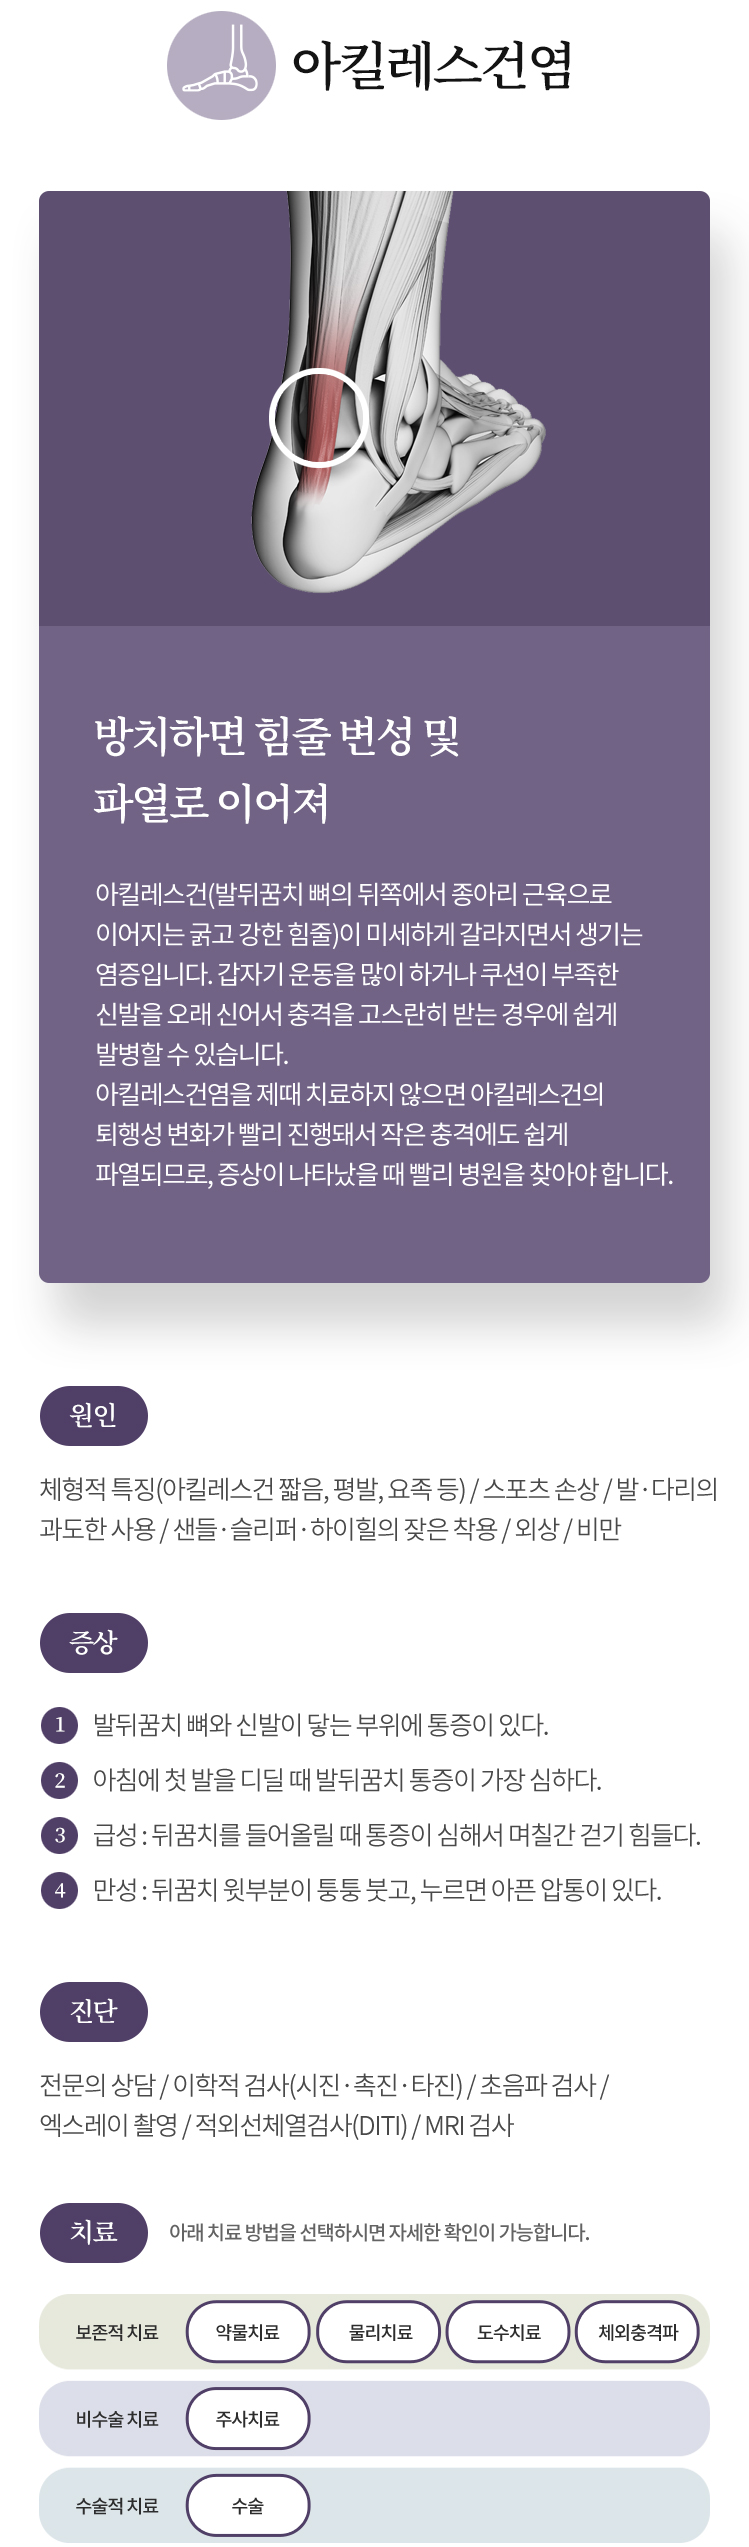 아킬레스건염
방치하면 힘줄 변성 및
파열로 이어져
아킬레스건(발뒤꿈치 뼈의 뒤쪽에서 종아리 근육으로
이어지는 굵고 강한 힘줄)이 미세하게 갈라지면서 생기는
염증입니다. 갑자기 운동을 많이 하거나 쿠션이 부족한
신발을 오래 신어서 충격을 고스란히 받는 경우에 쉽게
발병할 수 있습니다.
아킬레스건염을 제때 치료하지 않으면 아킬레스건의
퇴행성 변화가 빨리 진행돼서 작은 충격에도 쉽게
파열되므로, 증상이 나타났을 때 빨리 병원을 찾아야 합니다.
원인
체형적 특징(아킬레스건 짧음, 평발, 요족 등) / 스포츠 손상 / 발·다리의
과도한 사용 / 샌들·슬리퍼·하이힐의 잦은 착용 / 외상 / 비만
증상
1 발뒤꿈치 뼈와 신발이 닿는 부위에 통증이 있다.
2 아침에 첫 발을 디딜 때 발뒤꿈치 통증이 가장 심하다.
3 급성 : 뒤꿈치를 들어올릴 때 통증이 심해서 며칠간 걷기 힘들다.
4 만성 : 뒤꿈치 윗부분이 퉁퉁 붓고, 누르면 아픈 압통이 있다.
진단
전문의 상담 / 이학적 검사(시진·촉진·타진) / 초음파 검사 /
엑스레이 촬영 / 적외선체열검사(DITI) / MRI 검사
치료 아래 치료 방법을 선택하시면 자세한 확인이 가능합니다.
보존적 치료 약물치료 물리치료 도수치료 체외충격파
비수술 치료 주사치료
수술적 치료 수술